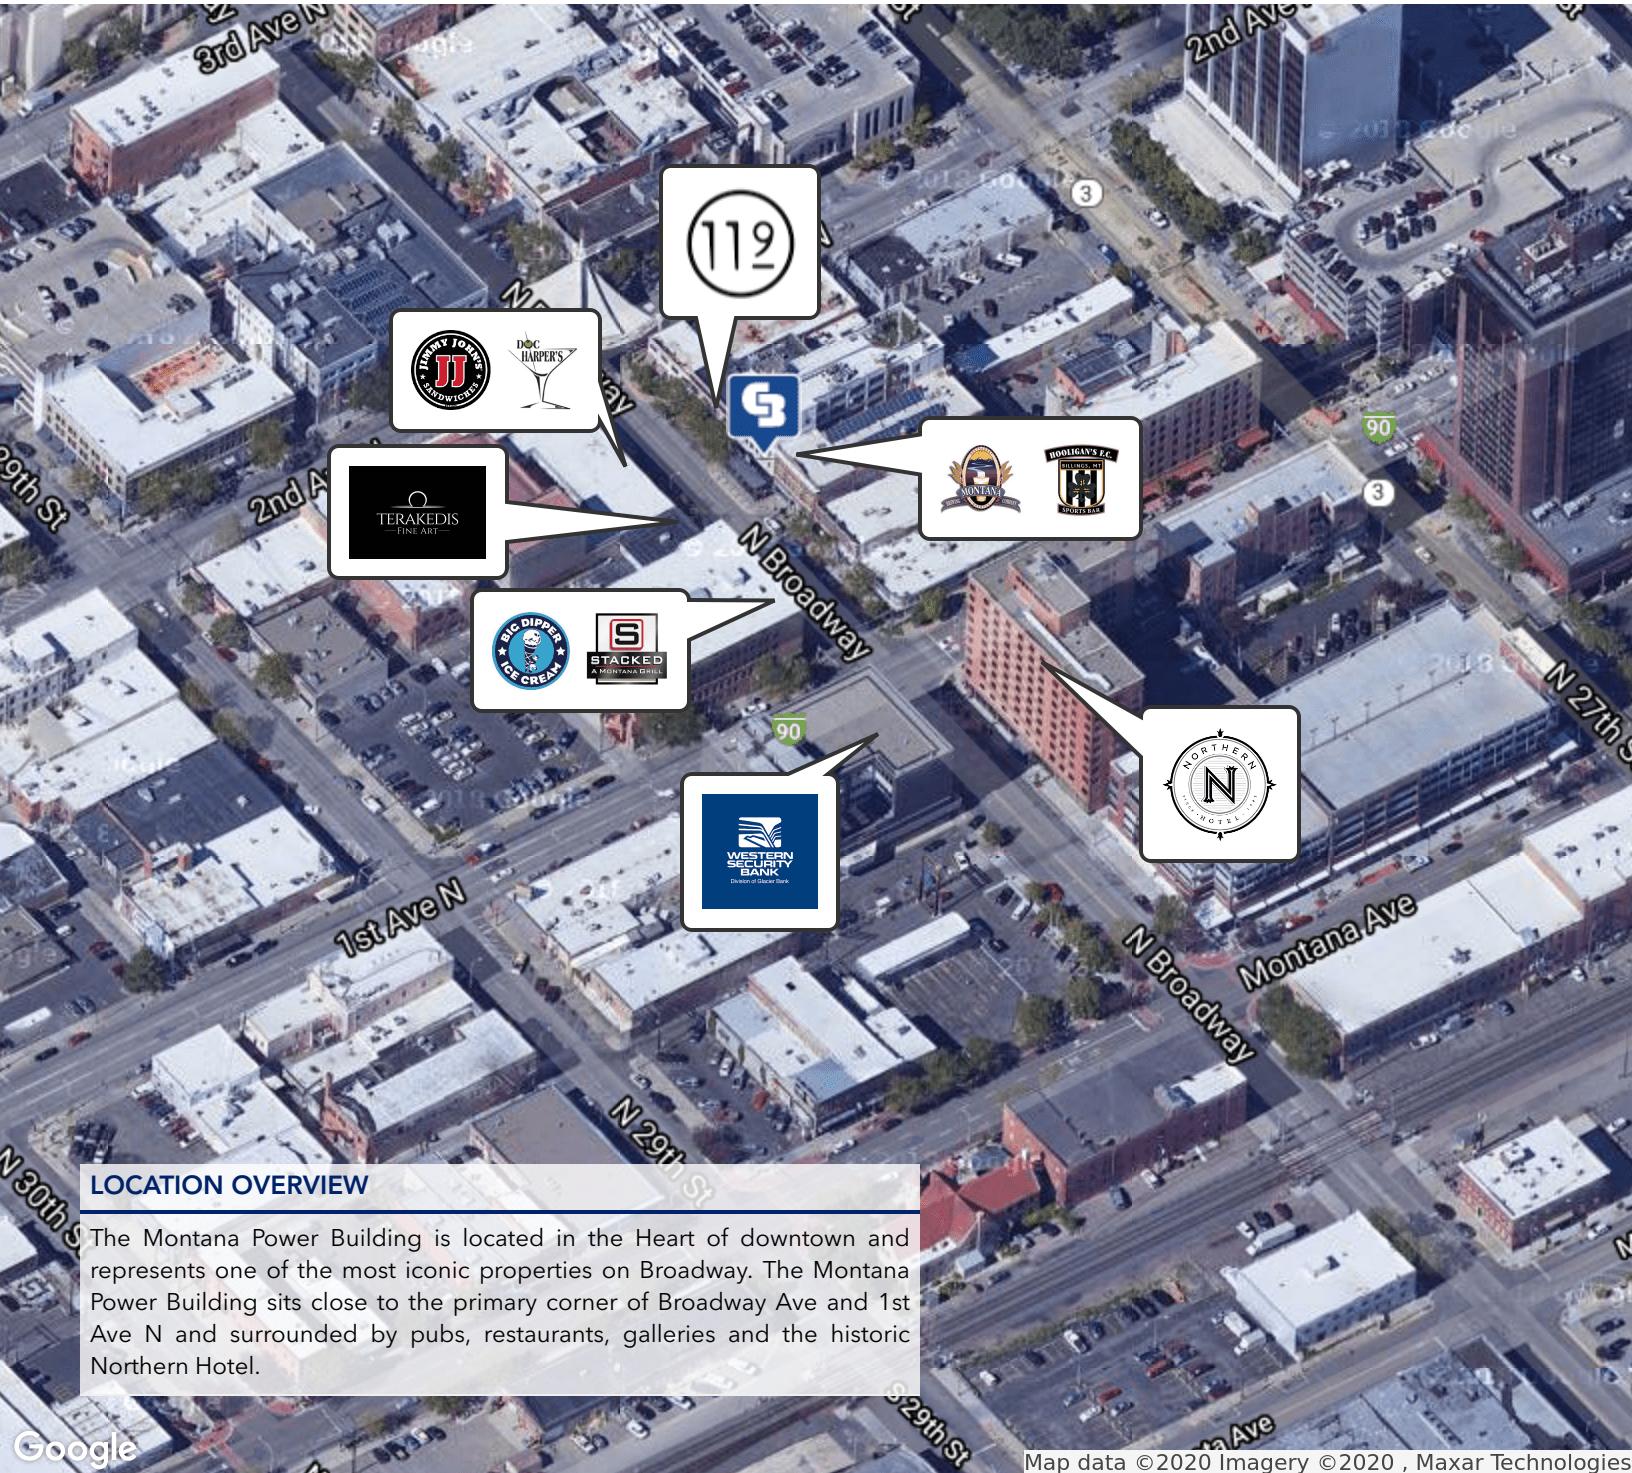 3rd Ave N
2nd Ave
3
119
N B
way
JIMMY JOHN'S
JJ
SANDWICHES
DOC
HARPER'S
90
3
MONTANA
HOOLIGAN'S F.C.
BILLINGS, MT
SPORTS BAR
29th St
2nd A
TERAKEDIS
FINE ART
N Broadway
BIG DIPPER
ICE CREAM
S
STACKED
A MONTANA GRILL
N 27th S
90
NORTHERN
N
HOTEL
WESTERN
SECURITY
BANK
Division of Glacier Bank
1st Ave N
Montana Ave
N Broadway
N 29th St
N 30th S
LOCATION OVERVIEW
The Montana Power Building is located in the Heart of downtown and
represents one of the most iconic properties on Broadway. The Montana
Power Building sits close to the primary corner of Broadway Ave and 1st
Ave N and surrounded by pubs, restaurants, galleries and the historic
Northern Hotel.
S 29th St
ta Ave
Google
Map data ©2020 Imagery ©2020 , Maxar Technologies